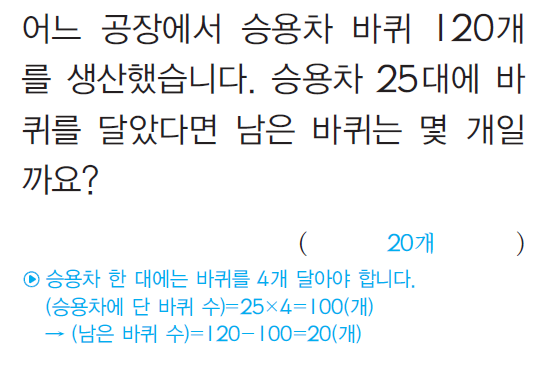 어느 공장에서 승용차 바퀴 120개
를 생산했습니다. 승용차 25대에 바
퀴를 달았다면 남은 바퀴는 몇 개일
까요?
( 20개 )
▶ 승용차 한 대에는 바퀴를 4개 달아야 합니다.
(승용차에 단 바퀴 수)=25×4=100(개)
→ (남은 바퀴 수)=120-100=20(개)